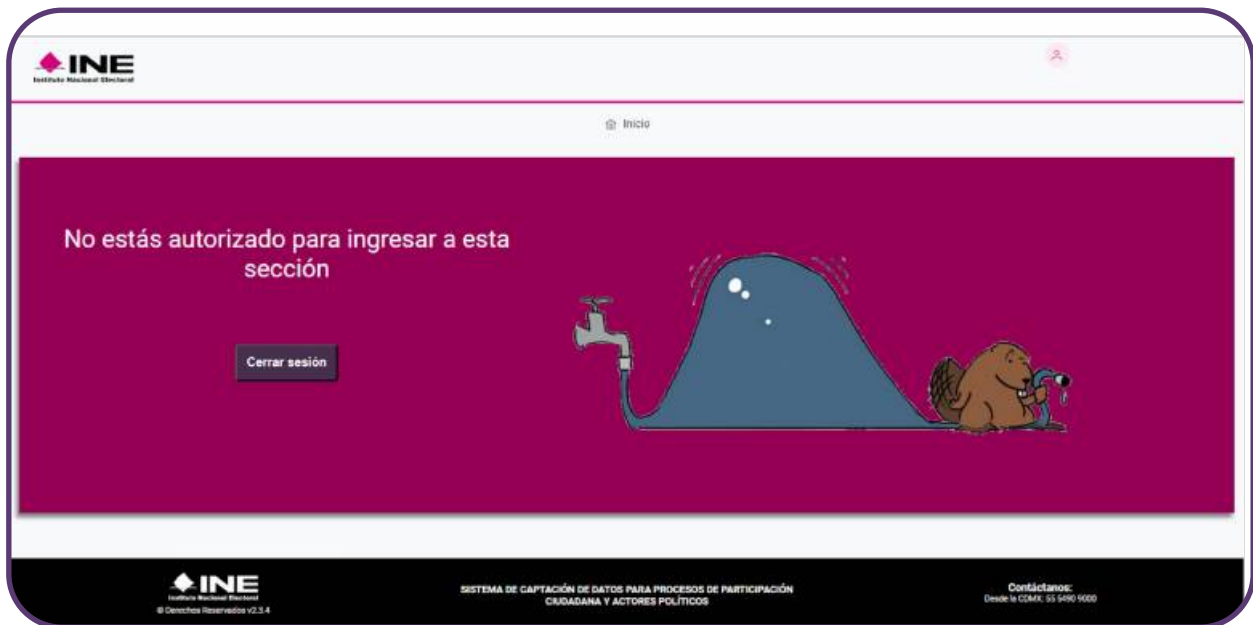 INE
Instituto Nacional Electoral
Inicio
No estás autorizado para ingresar a esta
sección
Cerrar sesión
INE
Instituto Nacional Electoral
© Derechos Reservados v2.3.4
SISTEMA DE CAPTACIÓN DE DATOS PARA PROCESOS DE PARTICIPACIÓN
CIUDADANA Y ACTORES POLÍTICOS
Contáctanos:
Desde la CDMX: 55 5490 9000